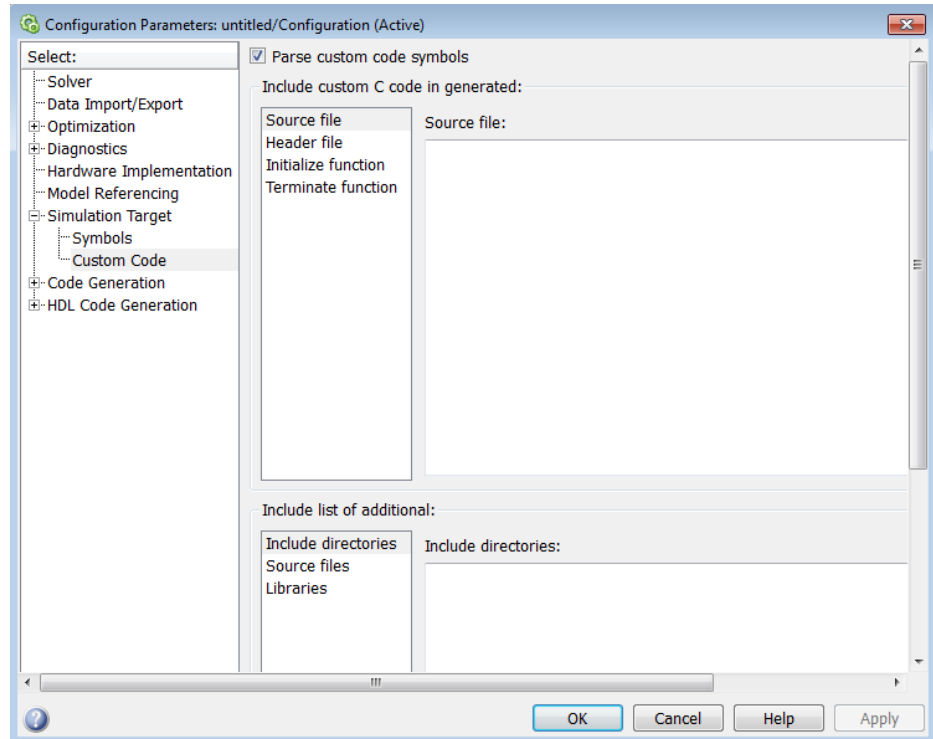 Configuration Parameters: untitled/Configuration (Active)
Select:
Solver
Data Import/Export
Optimization
Diagnostics
Hardware Implementation
Model Referencing
Simulation Target
Symbols
Custom Code
Code Generation
HDL Code Generation
Parse custom code symbols
Include custom C code in generated:
Source file
Header file
Initialize function
Terminate function
Source file:
Include list of additional:
Include directories
Source files
Libraries
Include directories:
OK
Cancel
Help
Apply